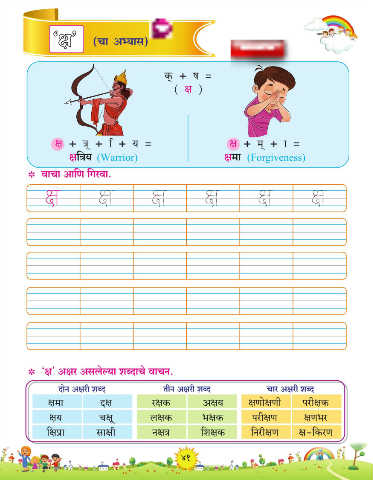 "क्ष" (चा अभ्यास)
क् + ष =
( क्ष )
क्ष + त्र् + ि + य =
क्षत्रिय (Warrior)
क्ष + म् + ा =
क्षमा (Forgiveness)
* वाचा आणि गिरवा.
क्ष क्ष क्ष क्ष क्ष क्ष
* 'क्ष' अक्षर असलेल्या शब्दाचे वाचन.
दोन अक्षरी शब्द तीन अक्षरी शब्द चार अक्षरी शब्द
क्षमा दक्ष रक्षक अक्षय क्षणोक्षणी परीक्षक
क्षय चक्षू लक्षक भक्षक परीक्षण क्षणभर
क्षिप्रा साक्षी नक्षत्र शिक्षक निरीक्षण क्ष-किरण
४१